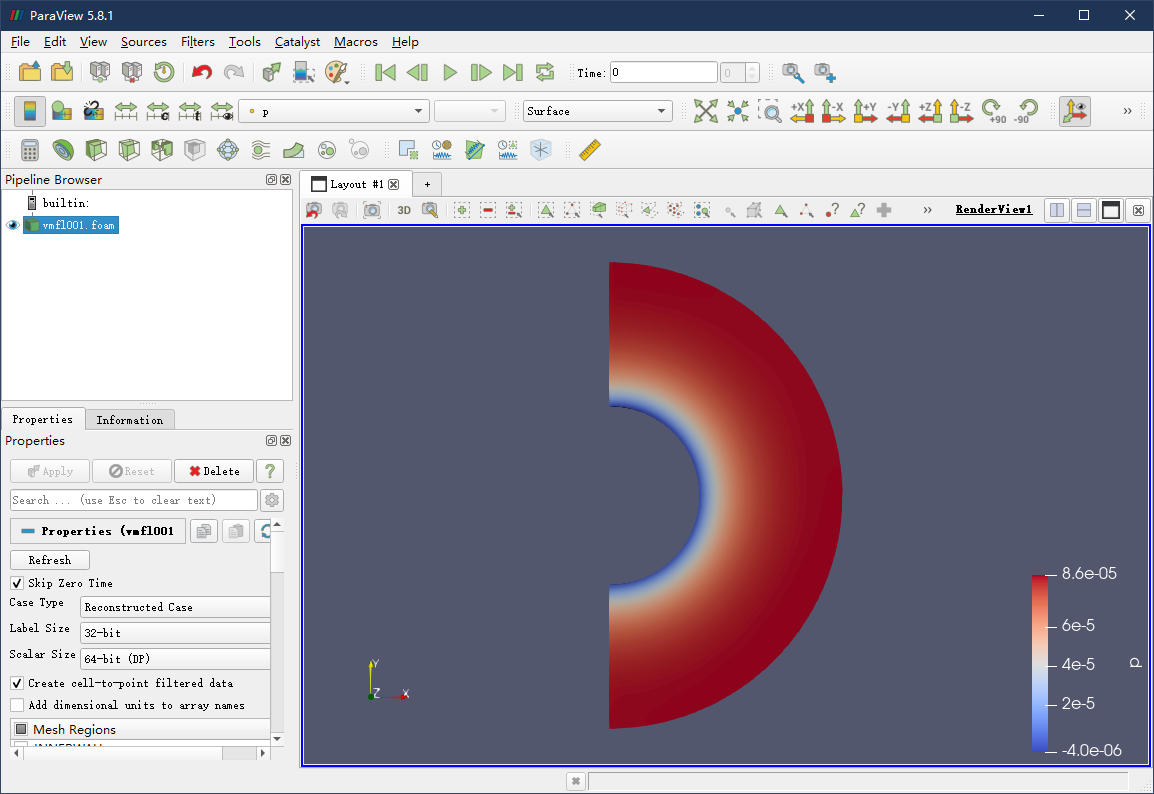 ParaView 5.8.1
File Edit View Sources Filters Tools Catalyst Macros Help
Time: 0 0
p Surface +X -X +Y -Y +Z -Z +90 -90 »
Pipeline Browser
builtin:
vmfl001.foam
Layout #1 +
3D ? ? » RenderView1
Properties Information
Properties
Apply Reset Delete ?
Search ... (use Esc to clear text)
Properties (vmfl001
Refresh
Skip Zero Time
Case Type Reconstructed Case
Label Size 32-bit
Scalar Size 64-bit (DP)
Create cell-to-point filtered data
Add dimensional units to array names
Mesh Regions
Y
Z X
8.6e-05
6e-5
4e-5
p
2e-5
-4.0e-06